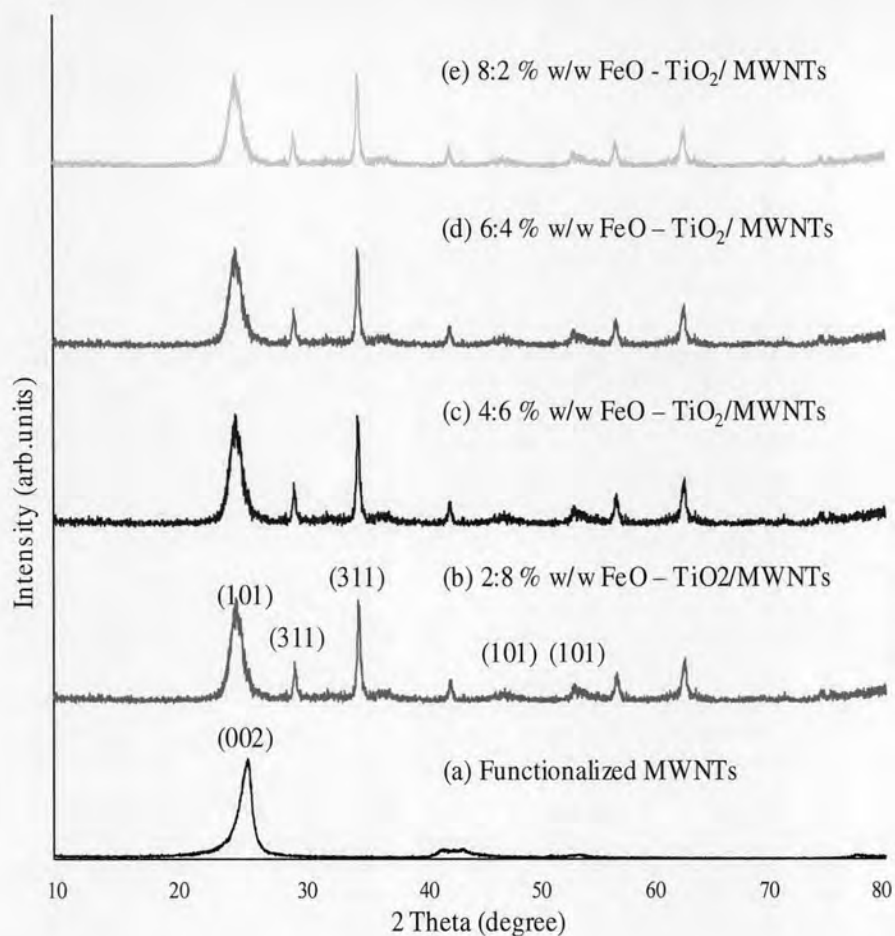 (e) 8:2 % w/w FeO - TiO₂/ MWNTs
(d) 6:4 % w/w FeO – TiO₂/ MWNTs
(c) 4:6 % w/w FeO – TiO₂/MWNTs
(b) 2:8 % w/w FeO – TiO2/MWNTs
(311)
(101)
(311)
(101) (101)
(002)
(a) Functionalized MWNTs
Intensity (arb.units)
10 20 30 40 50 60 70 80
2 Theta (degree)